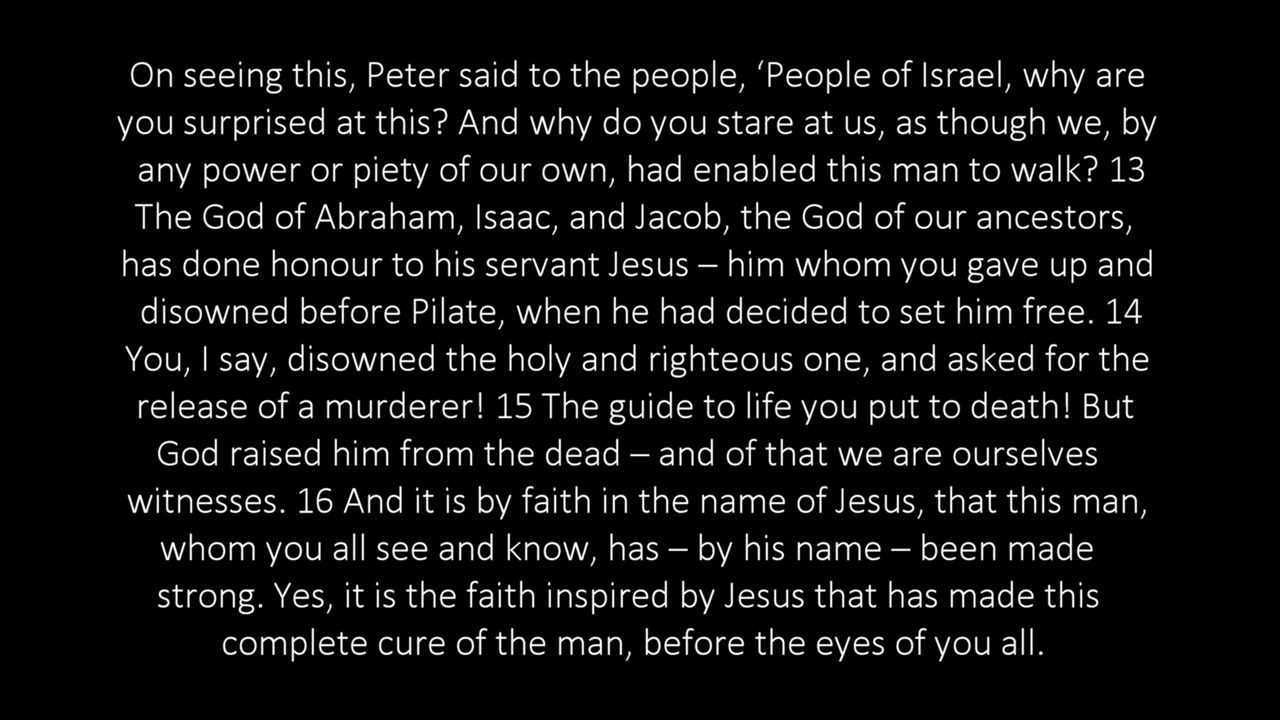 On seeing this, Peter said to the people, ‘People of Israel, why are
you surprised at this? And why do you stare at us, as though we, by
any power or piety of our own, had enabled this man to walk? 13
The God of Abraham, Isaac, and Jacob, the God of our ancestors,
has done honour to his servant Jesus – him whom you gave up and
disowned before Pilate, when he had decided to set him free. 14
You, I say, disowned the holy and righteous one, and asked for the
release of a murderer! 15 The guide to life you put to death! But
God raised him from the dead – and of that we are ourselves
witnesses. 16 And it is by faith in the name of Jesus, that this man,
whom you all see and know, has – by his name – been made
strong. Yes, it is the faith inspired by Jesus that has made this
complete cure of the man, before the eyes of you all.